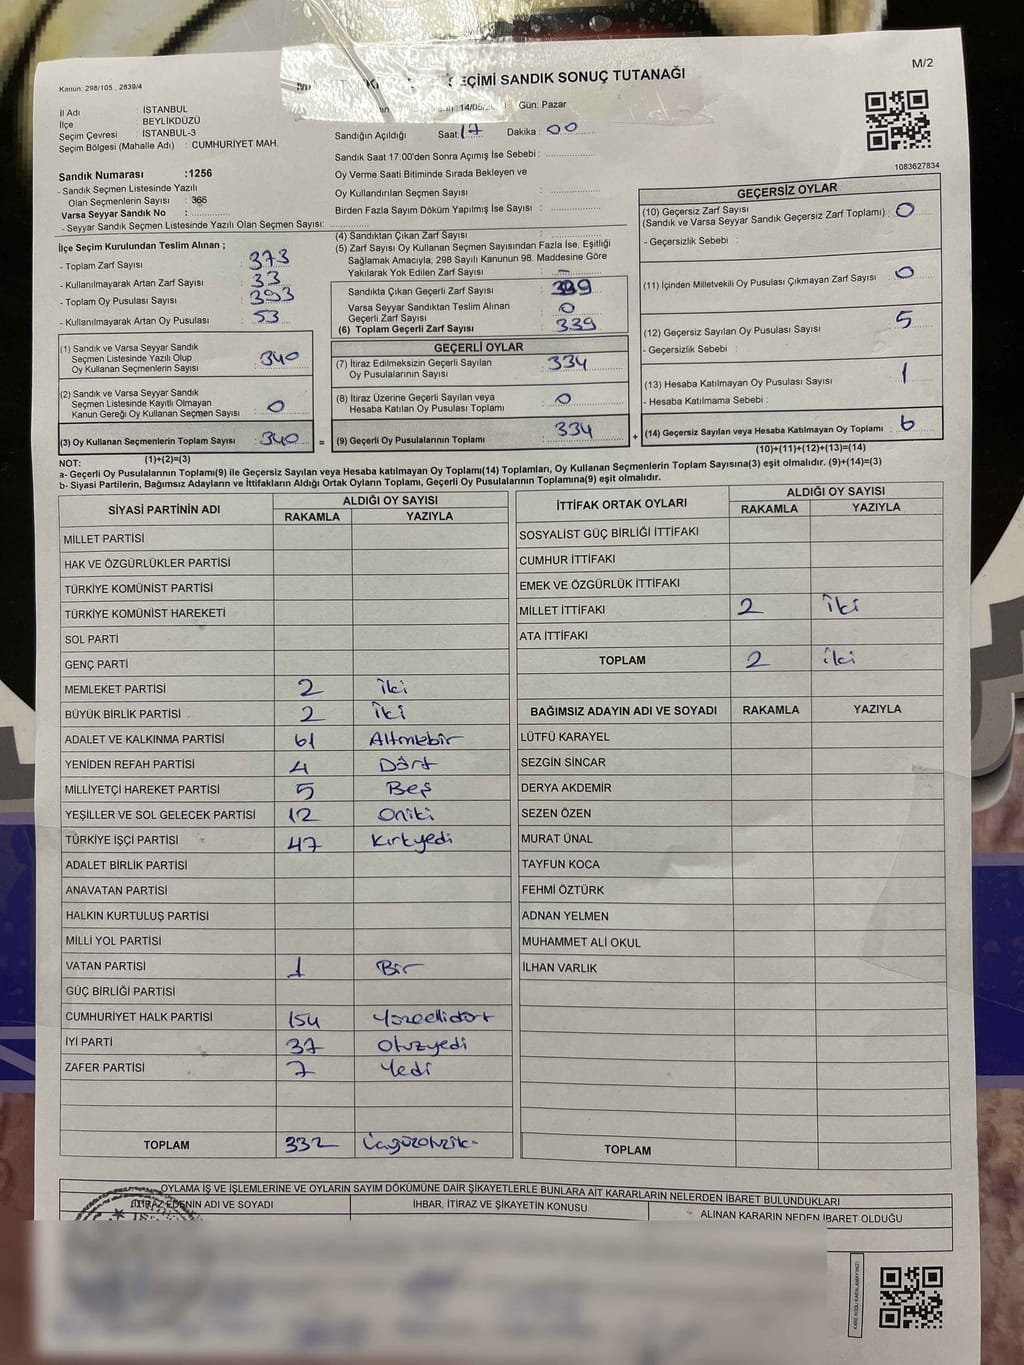 M/2
Kanun: 298/105 , 2839/4
SEÇİMİ SANDIK SONUÇ TUTANAĞI
14/05/ Gün: Pazar
İl Adı : İSTANBUL
İlçe : BEYLİKDÜZÜ
Seçim Çevresi : İSTANBUL-3
Seçim Bölgesi (Mahalle Adı) : CUMHURİYET MAH.
Sandığın Açıldığı Saat: 17 Dakika : 00
Sandık Saat 17:00'den Sonra Açmış İse Sebebi :
Oy Verme Saati Bitiminde Sırada Bekleyen ve
Oy Kullandırılan Seçmen Sayısı :
Birden Fazla Sayım Döküm Yapılmış İse Sayısı :
1083627834
Sandık Numarası :1256
- Sandık Seçmen Listesinde Yazılı
Olan Seçmenlerin Sayısı : 366
Varsa Seyyar Sandık No :
- Seyyar Sandık Seçmen Listesinde Yazılı Olan Seçmen Sayısı:
İlçe Seçim Kurulundan Teslim Alınan ;
- Toplam Zarf Sayısı : 373
- Kullanılmayarak Artan Zarf Sayısı : 33
- Toplam Oy Pusulası Sayısı : 393
- Kullanılmayarak Artan Oy Pusulası : 53
(1) Sandık ve Varsa Seyyar Sandık
Seçmen Listesinde Yazılı Olup
Oy Kullanan Seçmenlerin Sayısı : 340
(2) Sandık ve Varsa Seyyar Sandık
Seçmen Listesinde Kayıtlı Olmayan
Kanun Gereği Oy Kullanan Seçmen Sayısı : 0
(3) Oy Kullanan Seçmenlerin Toplam Sayısı : 340 =
(1)+(2)=(3)
(4) Sandıktan Çıkan Zarf Sayısı :
(5) Zarf Sayısı Oy Kullanan Seçmen Sayısından Fazla İse, Eşitliği
Sağlamak Amacıyla; 298 Sayılı Kanunun 98. Maddesine Göre
Yakılarak Yok Edilen Zarf Sayısı : –
Sandıkta Çıkan Geçerli Zarf Sayısı : 339
Varsa Seyyar Sandıktan Teslim Alınan
Geçerli Zarf Sayısı : 0
(6) Toplam Geçerli Zarf Sayısı : 339
GEÇERLİ OYLAR
(7) İtiraz Edilmeksizin Geçerli Sayılan
Oy Pusulalarının Sayısı : 334
(8) İtiraz Üzerine Geçerli Sayılan veya
Hesaba Katılan Oy Pusulası Toplamı : 0
(9) Geçerli Oy Pusulalarının Toplamı : 334 +
GEÇERSİZ OYLAR
(10) Geçersiz Zarf Sayısı
(Sandık ve Varsa Seyyar Sandık Geçersiz Zarf Toplamı) : 0
- Geçersizlik Sebebi :
(11) İçinden Milletvekili Oy Pusulası Çıkmayan Zarf Sayısı : 0
(12) Geçersiz Sayılan Oy Pusulası Sayısı : 5
- Geçersizlik Sebebi :
(13) Hesaba Katılmayan Oy Pusulası Sayısı : 1
- Hesaba Katılmama Sebebi :
(14) Geçersiz Sayılan veya Hesaba Katılmayan Oy Toplamı : 6
(10)+(11)+(12)+(13)=(14)
NOT:
a- Geçerli Oy Pusulalarının Toplamı(9) ile Geçersiz Sayılan veya Hesaba katılmayan Oy Toplamı(14) Toplamları, Oy Kullanan Seçmenlerin Toplam Sayısına(3) eşit olmalıdır. (9)+(14)=(3)
b- Siyasi Partilerin, Bağımsız Adayların ve İttifakların Aldığı Ortak Oyların Toplamı, Geçerli Oy Pusulalarının Toplamına(9) eşit olmalıdır.
SİYASİ PARTİNİN ADI ALDIĞI OY SAYISI
RAKAMLA YAZIYLA
MİLLET PARTİSİ
HAK VE ÖZGÜRLÜKLER PARTİSİ
TÜRKİYE KOMÜNİST PARTİSİ
TÜRKİYE KOMÜNİST HAREKETİ
SOL PARTİ
GENÇ PARTİ
MEMLEKET PARTİSİ 2 İki
BÜYÜK BİRLİK PARTİSİ 2 İki
ADALET VE KALKINMA PARTİSİ 61 Altmışbir
YENİDEN REFAH PARTİSİ 4 Dört
MİLLİYETÇİ HAREKET PARTİSİ 5 Beş
YEŞİLLER VE SOL GELECEK PARTİSİ 12 Oniki
TÜRKİYE İŞÇİ PARTİSİ 47 Kırkyedi
ADALET BİRLİK PARTİSİ
ANAVATAN PARTİSİ
HALKIN KURTULUŞ PARTİSİ
MİLLİ YOL PARTİSİ
VATAN PARTİSİ 1 Bir
GÜÇ BİRLİĞİ PARTİSİ
CUMHURİYET HALK PARTİSİ 154 Yüzellidört
İYİ PARTİ 37 Otuzyedi
ZAFER PARTİSİ 7 Yedi
TOPLAM 332
İTTİFAK ORTAK OYLARI ALDIĞI OY SAYISI
RAKAMLA YAZIYLA
SOSYALİST GÜÇ BİRLİĞİ İTTİFAKI
CUMHUR İTTİFAKI
EMEK VE ÖZGÜRLÜK İTTİFAKI
MİLLET İTTİFAKI 2 İki
ATA İTTİFAKI
TOPLAM 2 İki
BAĞIMSIZ ADAYIN ADI VE SOYADI RAKAMLA YAZIYLA
LÜTFÜ KARAYEL
SEZGİN SİNCAR
DERYA AKDEMİR
SEZEN ÖZEN
MURAT ÜNAL
TAYFUN KOCA
FEHMİ ÖZTÜRK
ADNAN YELMEN
MUHAMMET ALİ OKUL
İLHAN VARLIK
TOPLAM
OYLAMA İŞ VE İŞLEMLERİNE VE OYLARIN SAYIM DÖKÜMÜNE DAİR ŞİKAYETLERLE BUNLARA AİT KARARLARIN NELERDEN İBARET BULUNDUKLARI
İTİRAZ EDENİN ADI VE SOYADI İHBAR, İTİRAZ VE ŞİKAYETİN KONUSU ALINAN KARARIN NEDEN İBARET OLDUĞU